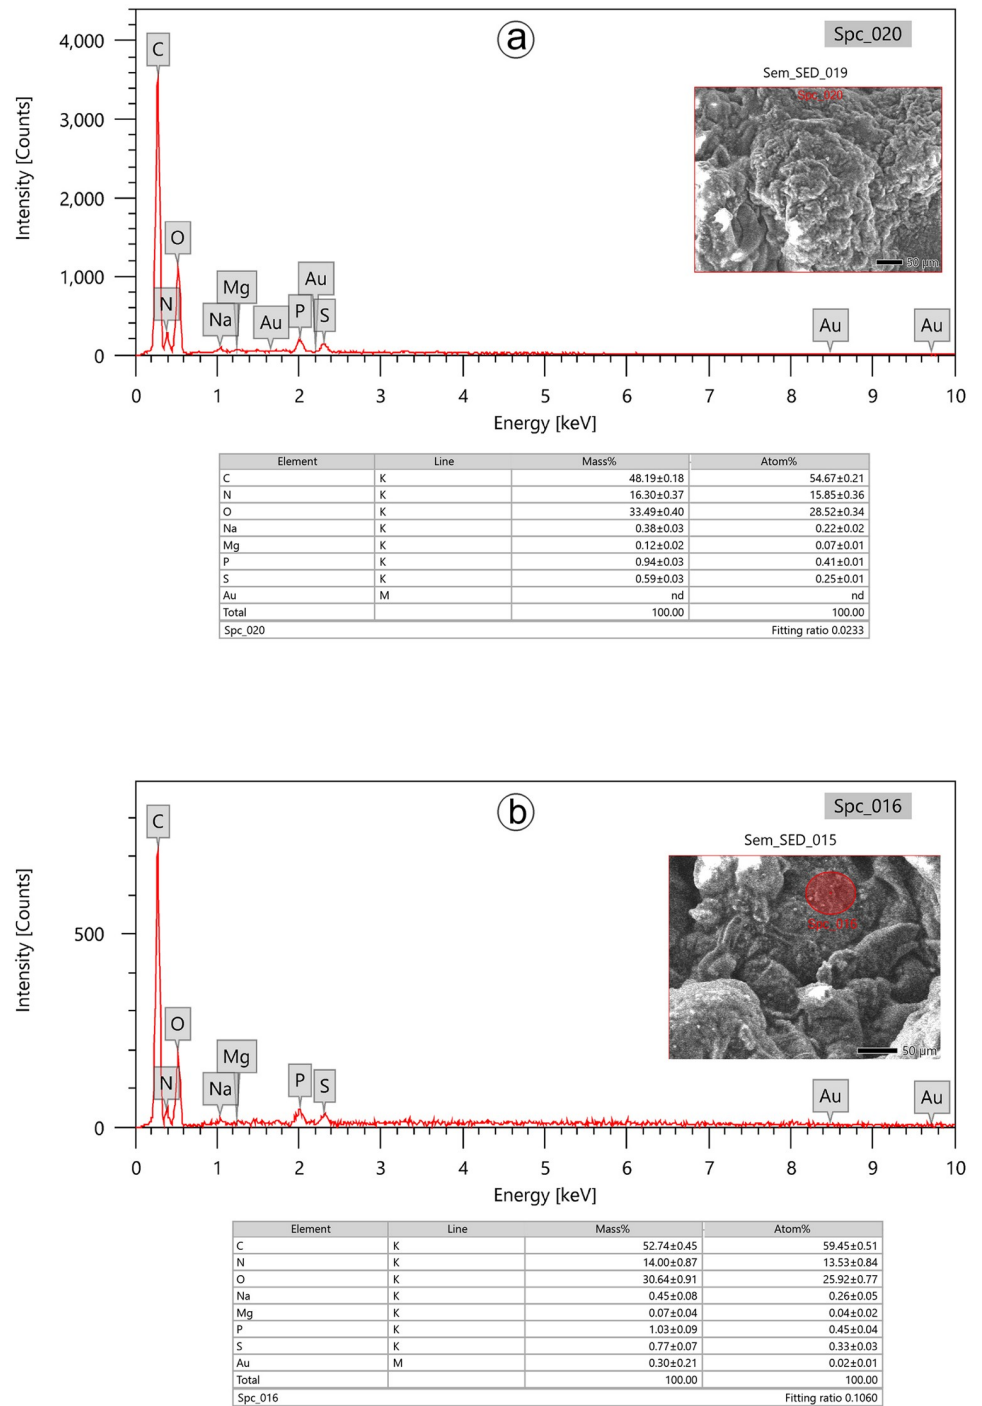 a
Spc_020
Sem_SED_019
Spc_020
50 µm
Intensity [Counts]
4,000
3,000
2,000
1,000
0
C
O
N
Na
Mg
Au
P
Au
S
Au
Au
0 1 2 3 4 5 6 7 8 9 10
Energy [keV]
Element Line Mass% Atom%
C K 48.19±0.18 54.67±0.21
N K 16.30±0.37 15.85±0.36
O K 33.49±0.40 28.52±0.34
Na K 0.38±0.03 0.22±0.02
Mg K 0.12±0.02 0.07±0.01
P K 0.94±0.03 0.41±0.01
S K 0.59±0.03 0.25±0.01
Au M nd nd
Total 100.00 100.00
Spc_020 Fitting ratio 0.0233
b
Spc_016
Sem_SED_015
Spc_016
50 µm
Intensity [Counts]
500
0
C
O
N
Na
Mg
P
S
Au
Au
0 1 2 3 4 5 6 7 8 9 10
Energy [keV]
Element Line Mass% Atom%
C K 52.74±0.45 59.45±0.51
N K 14.00±0.87 13.53±0.84
O K 30.64±0.91 25.92±0.77
Na K 0.45±0.08 0.26±0.05
Mg K 0.07±0.04 0.04±0.02
P K 1.03±0.09 0.45±0.04
S K 0.77±0.07 0.33±0.03
Au M 0.30±0.21 0.02±0.01
Total 100.00 100.00
Spc_016 Fitting ratio 0.1060